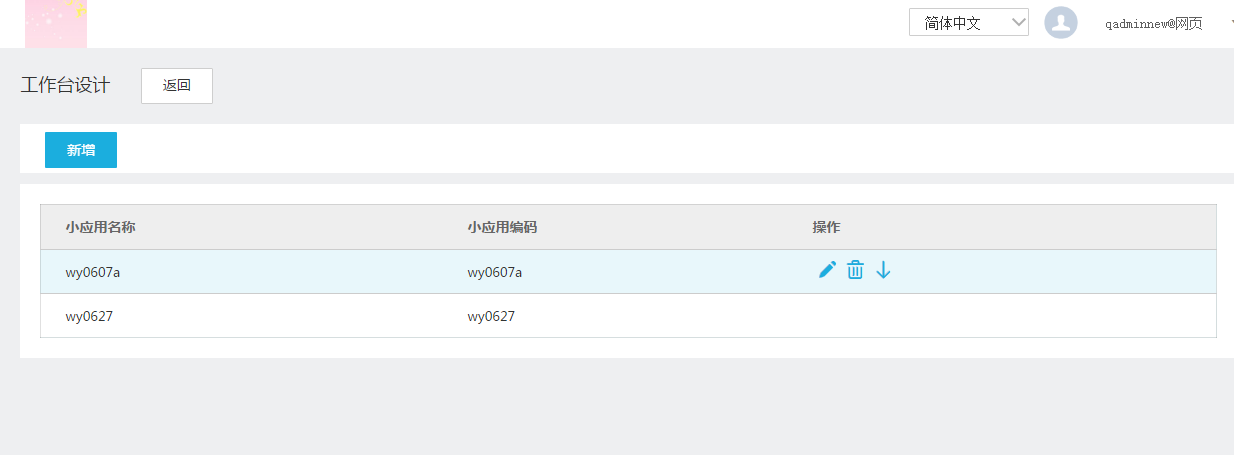 简体中文 qadminnew@网页
工作台设计 返回
新增
小应用名称 小应用编码 操作
wy0607a wy0607a
wy0627 wy0627